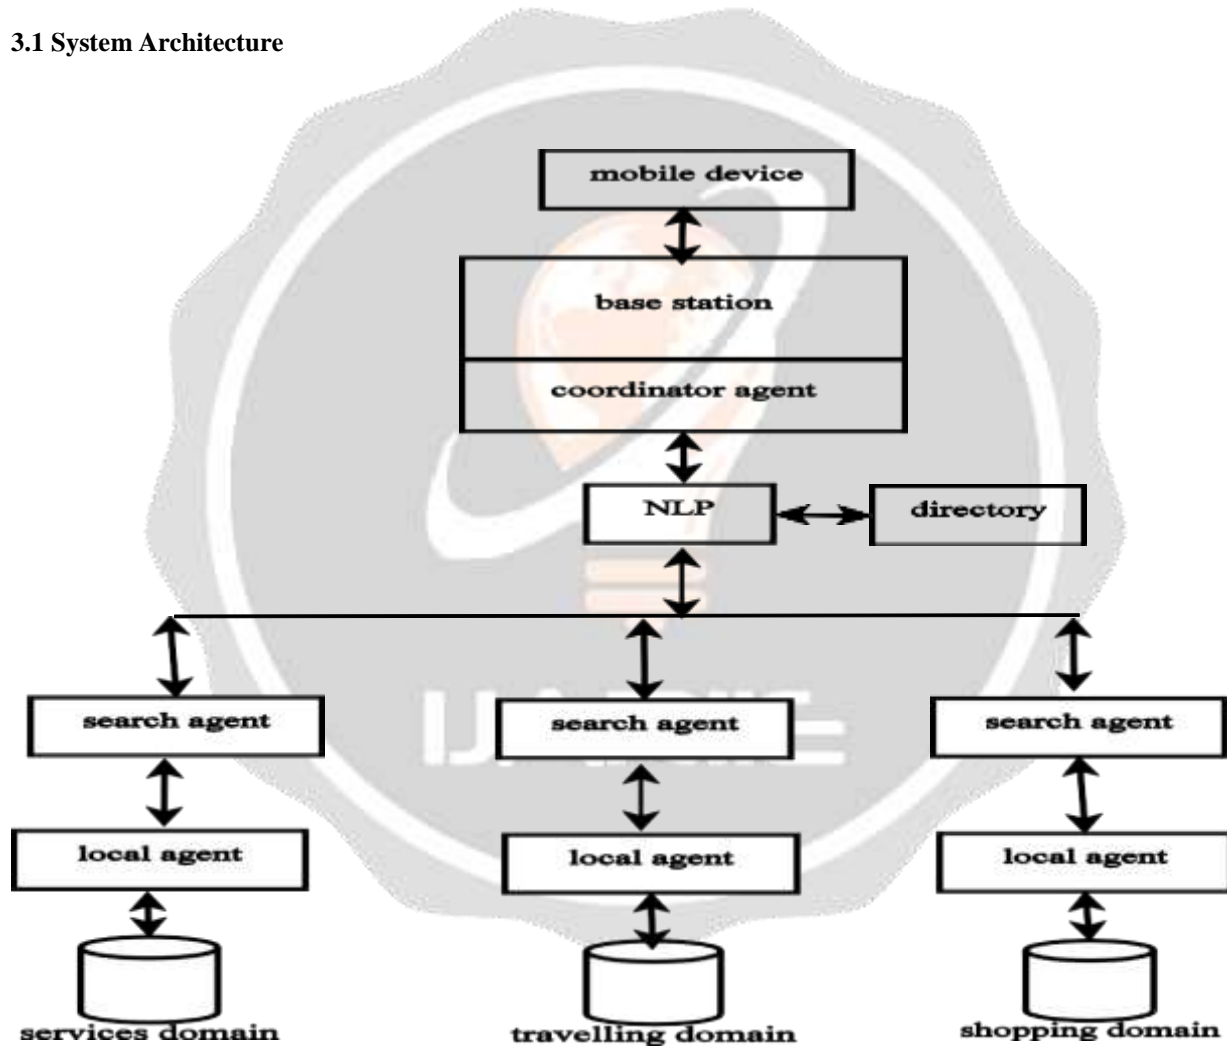 3.1 System Architecture
mobile device
base station
coordinator agent
NLP
directory
search agent
search agent
search agent
local agent
local agent
local agent
services domain
travelling domain
shopping domain